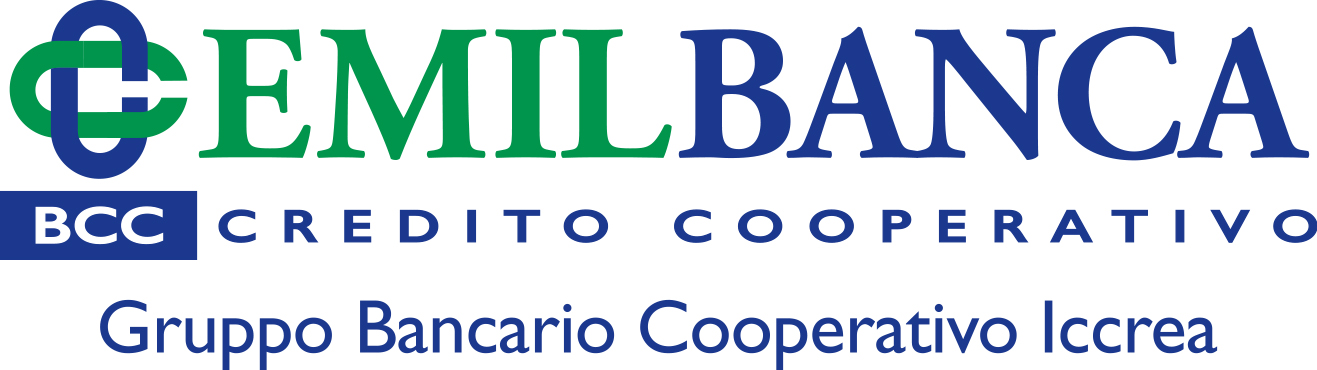 EMILBANCA
BCC CREDITO COOPERATIVO
Gruppo Bancario Cooperativo Iccrea